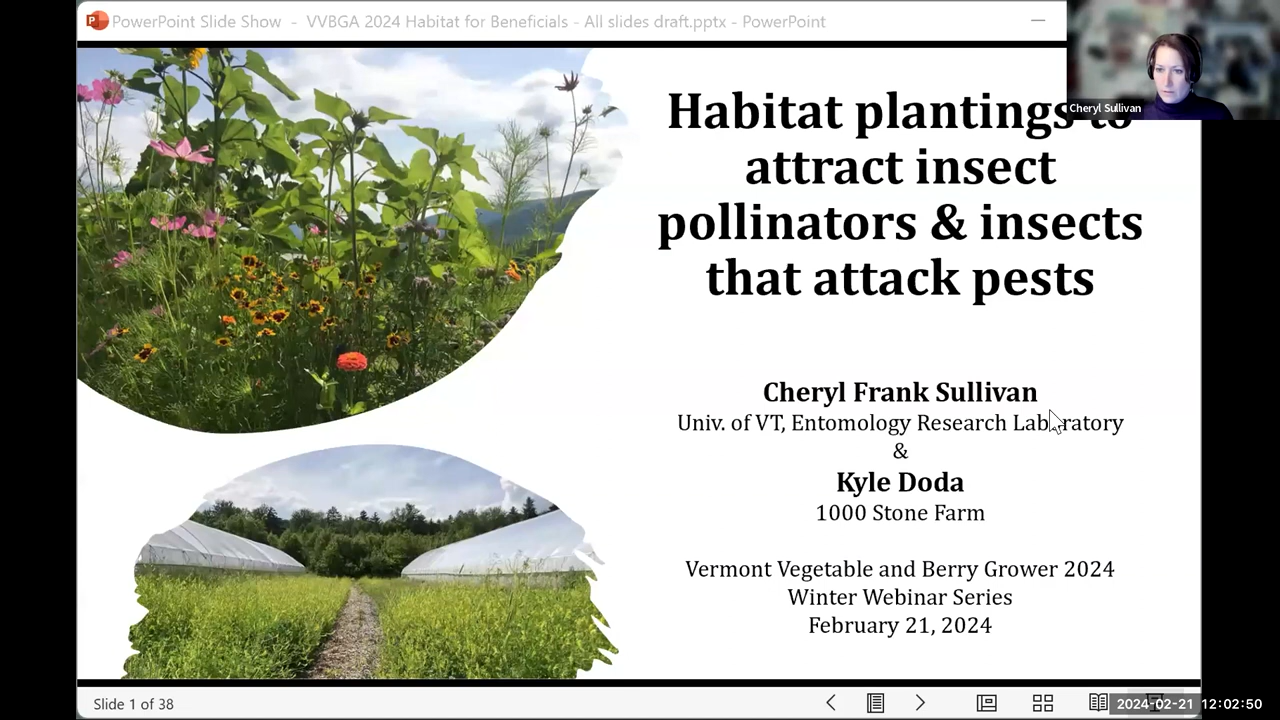 PowerPoint Slide Show - VVBGA 2024 Habitat for Beneficials - All slides draft.pptx - PowerPoint
Cheryl Sullivan
Habitat plantings to
attract insect
pollinators & insects
that attack pests
Cheryl Frank Sullivan
Univ. of VT, Entomology Research Laboratory
&
Kyle Doda
1000 Stone Farm
Vermont Vegetable and Berry Grower 2024
Winter Webinar Series
February 21, 2024
Slide 1 of 38
2024-02-21 12:02:50